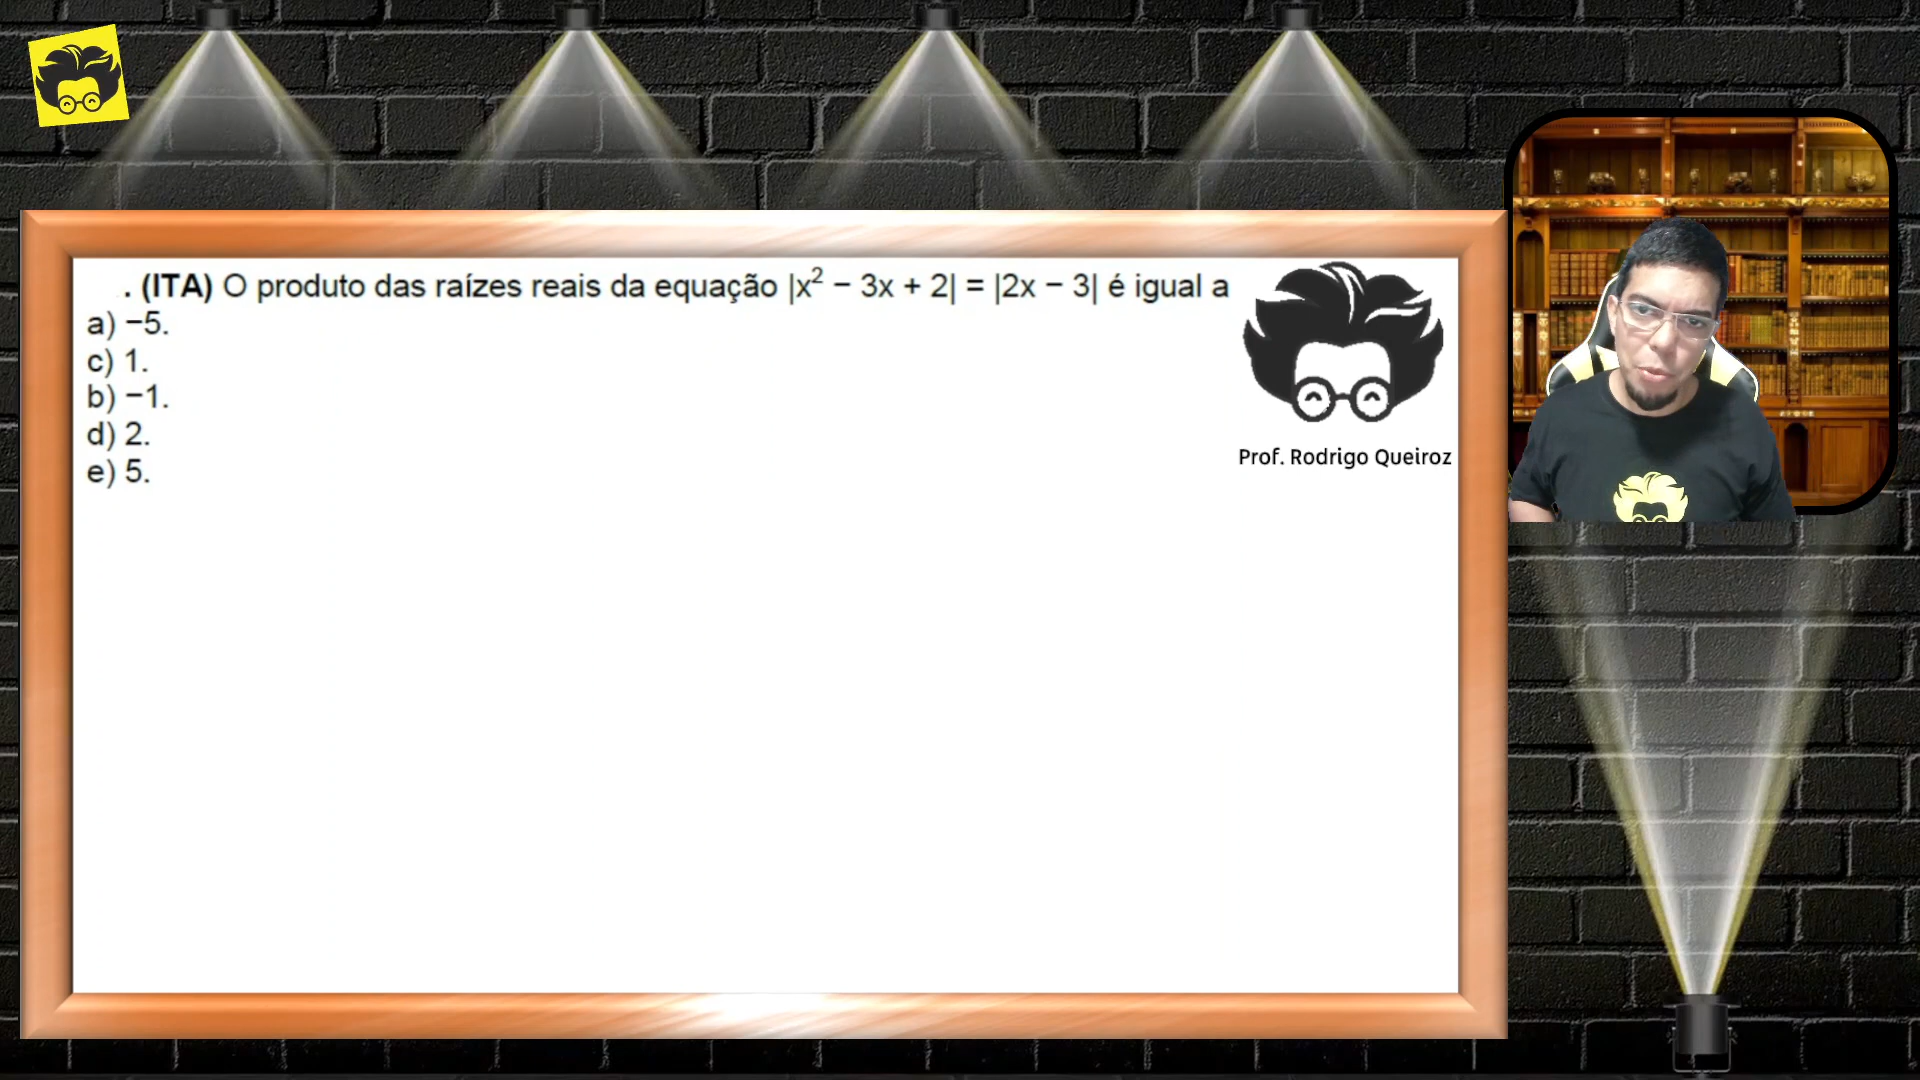 . (ITA) O produto das raízes reais da equação |x² − 3x + 2| = |2x − 3| é igual a
a) −5.
c) 1.
b) −1.
d) 2.
e) 5.
Prof. Rodrigo Queiroz